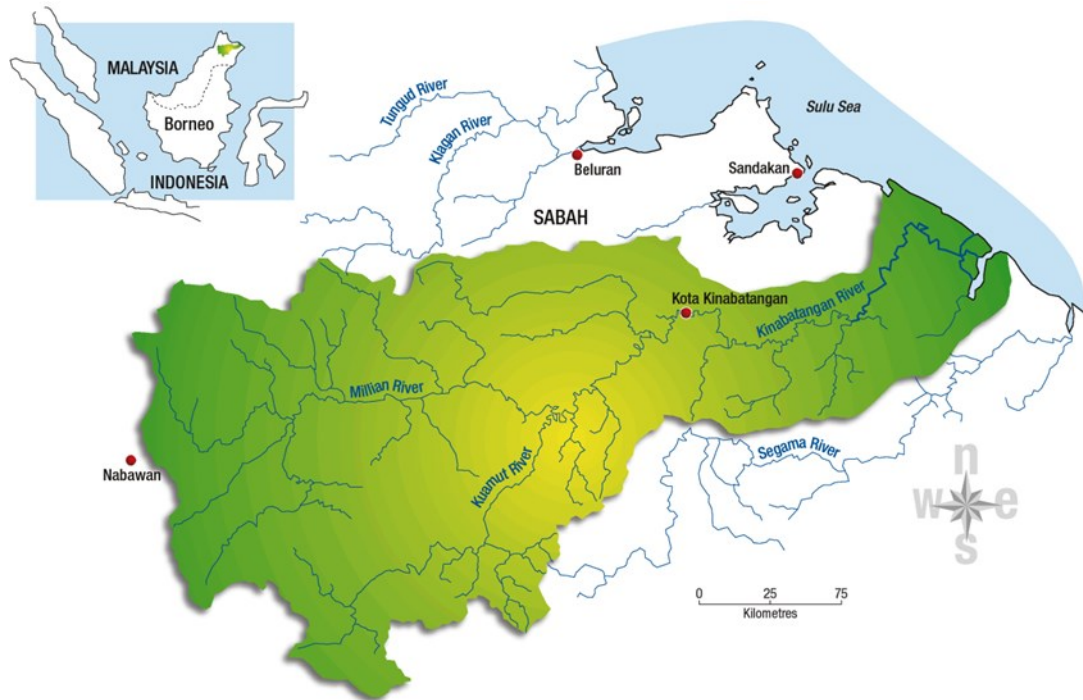 MALAYSIA
Borneo
INDONESIA
Tungud River
Klagan River
Sulu Sea
Beluran
Sandakan
SABAH
Kota Kinabatangan
Kinabatangan River
Millian River
Kuamut River
Segama River
Nabawan
n
w e
s
0 25 75
Kilometres